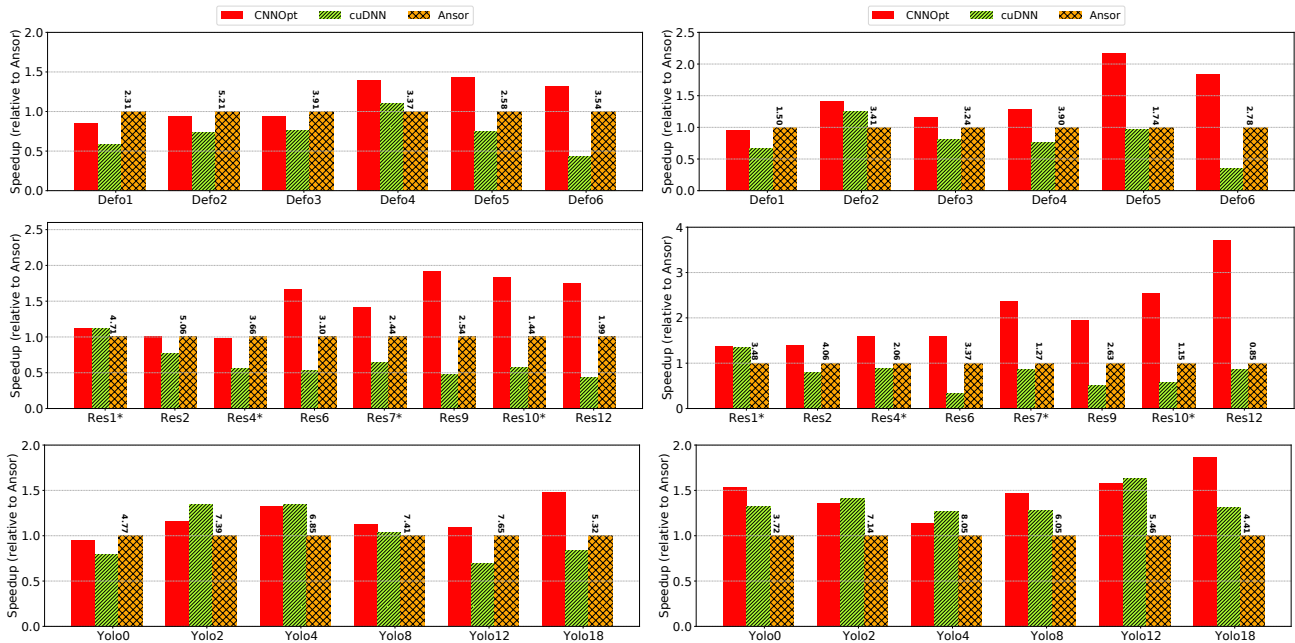 CNNOpt cuDNN Ansor
Speedup (relative to Ansor)
2.0
1.5
1.0
0.5
0.0
2.31 5.21 3.91 3.37 2.58 3.54
Defo1 Defo2 Defo3 Defo4 Defo5 Defo6
CNNOpt cuDNN Ansor
Speedup (relative to Ansor)
2.5
2.0
1.5
1.0
0.5
0.0
1.50 3.41 3.24 3.90 1.74 2.78
Defo1 Defo2 Defo3 Defo4 Defo5 Defo6
Speedup (relative to Ansor)
2.5
2.0
1.5
1.0
0.5
0.0
4.71 5.06 3.66 3.10 2.44 2.54 1.44 1.99
Res1* Res2 Res4* Res6 Res7* Res9 Res10* Res12
Speedup (relative to Ansor)
4
3
2
1
0
3.48 4.06 2.06 3.37 1.27 2.63 1.15 0.85
Res1* Res2 Res4* Res6 Res7* Res9 Res10* Res12
Speedup (relative to Ansor)
2.0
1.5
1.0
0.5
0.0
4.77 7.39 6.85 7.41 7.65 5.32
Yolo0 Yolo2 Yolo4 Yolo8 Yolo12 Yolo18
Speedup (relative to Ansor)
2.0
1.5
1.0
0.5
0.0
3.72 7.14 8.05 6.05 5.46 4.41
Yolo0 Yolo2 Yolo4 Yolo8 Yolo12 Yolo18